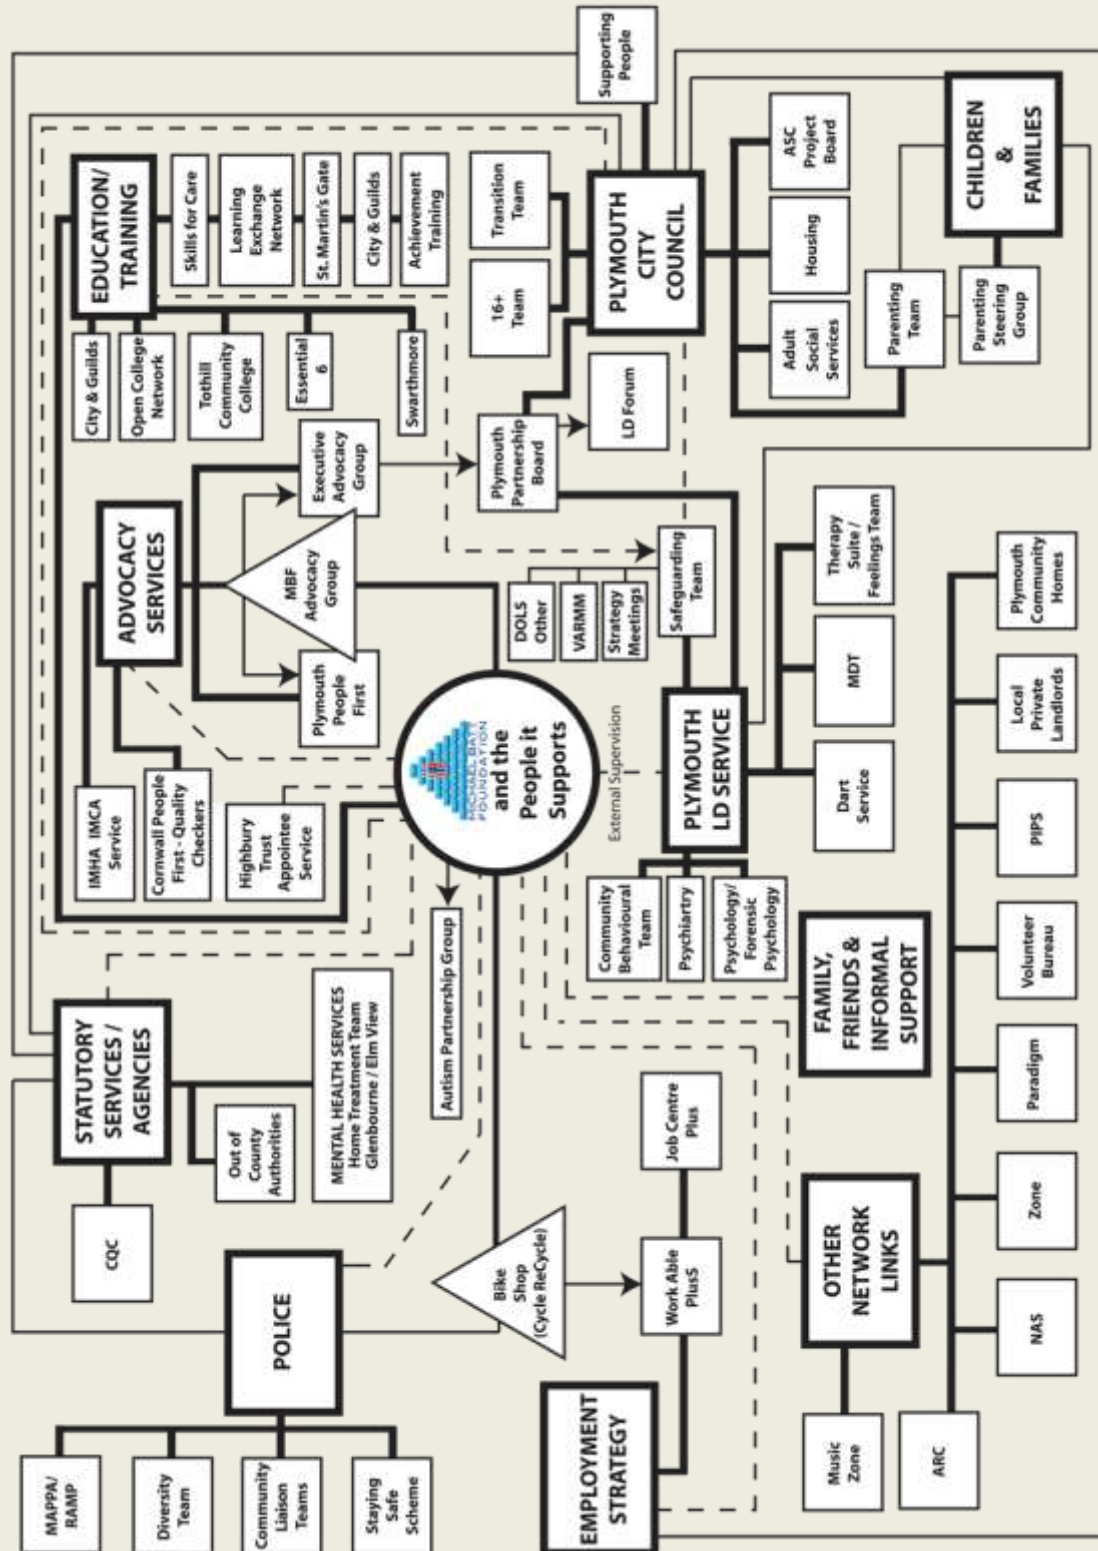 MAPPA/
RAMP
Diversity
Team
Community
Liaison
Teams
Staying
Safe
Scheme
POLICE
CQC
STATUTORY
SERVICES /
AGENCIES
Out of
County
Authorities
MENTAL HEALTH SERVICES
Home Treatment Team
Glenbourne / Elm View
IMHA IMCA
Service
Cornwall People
First - Quality
Checkers
Highbury
Trust
Appointee
Service
ADVOCACY
SERVICES
Plymouth
People
First
MBF
Advocacy
Group
Executive
Advocacy
Group
EDUCATION/
TRAINING
City & Guilds
Open College
Network
Tothill
Community
College
Essential
6
Swarthmore
Skills for Care
Learning
Exchange
Network
St. Martin's Gate
City & Guilds
Achievement
Training
Autism Partnership Group
MICHAEL BATT
FOUNDATION
and the
People it
Supports
External Supervision
Bike
Shop
(Cycle ReCycle)
EMPLOYMENT
STRATEGY
Work Able
PlusS
Job Centre
Plus
Community
Behavioural
Team
Psychiartry
Psychology/
Forensic
Psychology
PLYMOUTH
LD SERVICE
DOLS
Other
VARMM
Strategy
Meetings
Safeguarding
Team
Plymouth
Partnership
Board
LD Forum
16+
Team
Transition
Team
Supporting
People
PLYMOUTH
CITY
COUNCIL
Music
Zone
ARC
OTHER
NETWORK
LINKS
FAMILY,
FRIENDS &
INFORMAL
SUPPORT
Dart
Service
MDT
Therapy
Suite /
Feelings Team
Adult
Social
Services
Housing
ASC
Project
Board
Parenting
Team
Parenting
Steering
Group
CHILDREN
&
FAMILIES
NAS
Zone
Paradigm
Volunteer
Bureau
PIPS
Local
Private
Landlords
Plymouth
Community
Homes